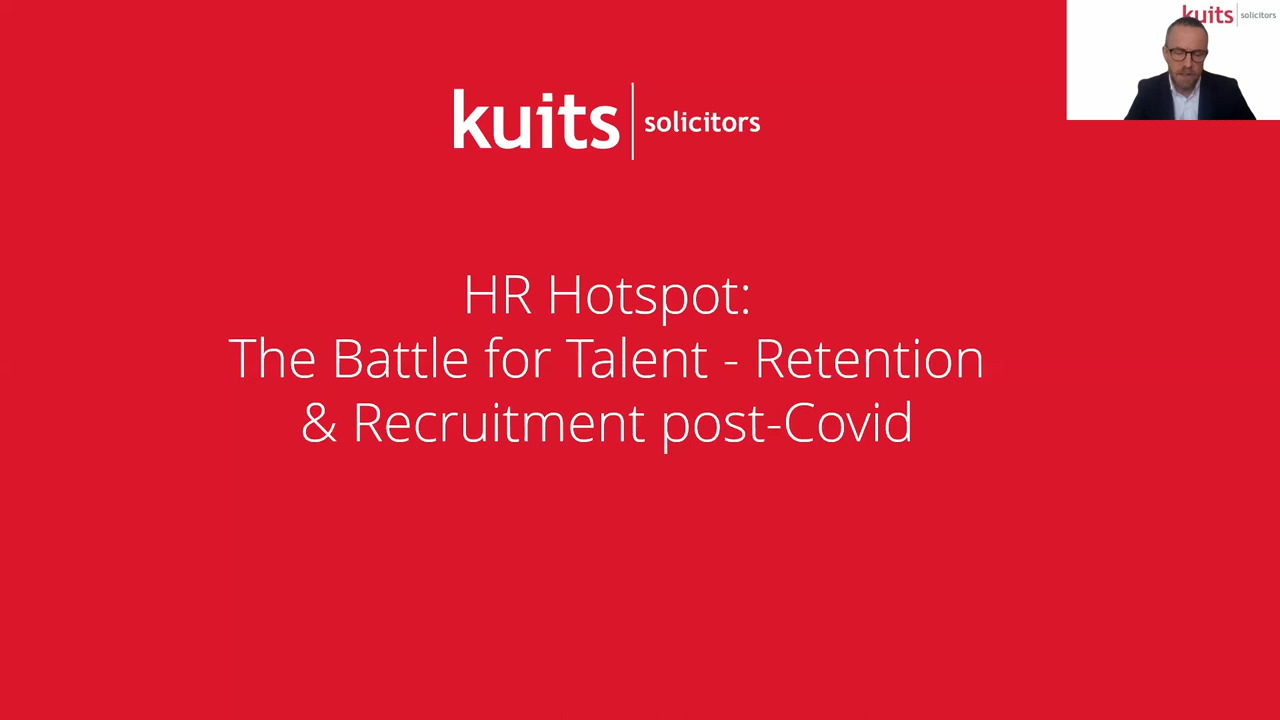 kuits solicitors
kuits solicitors
HR Hotspot:
The Battle for Talent - Retention
& Recruitment post-Covid